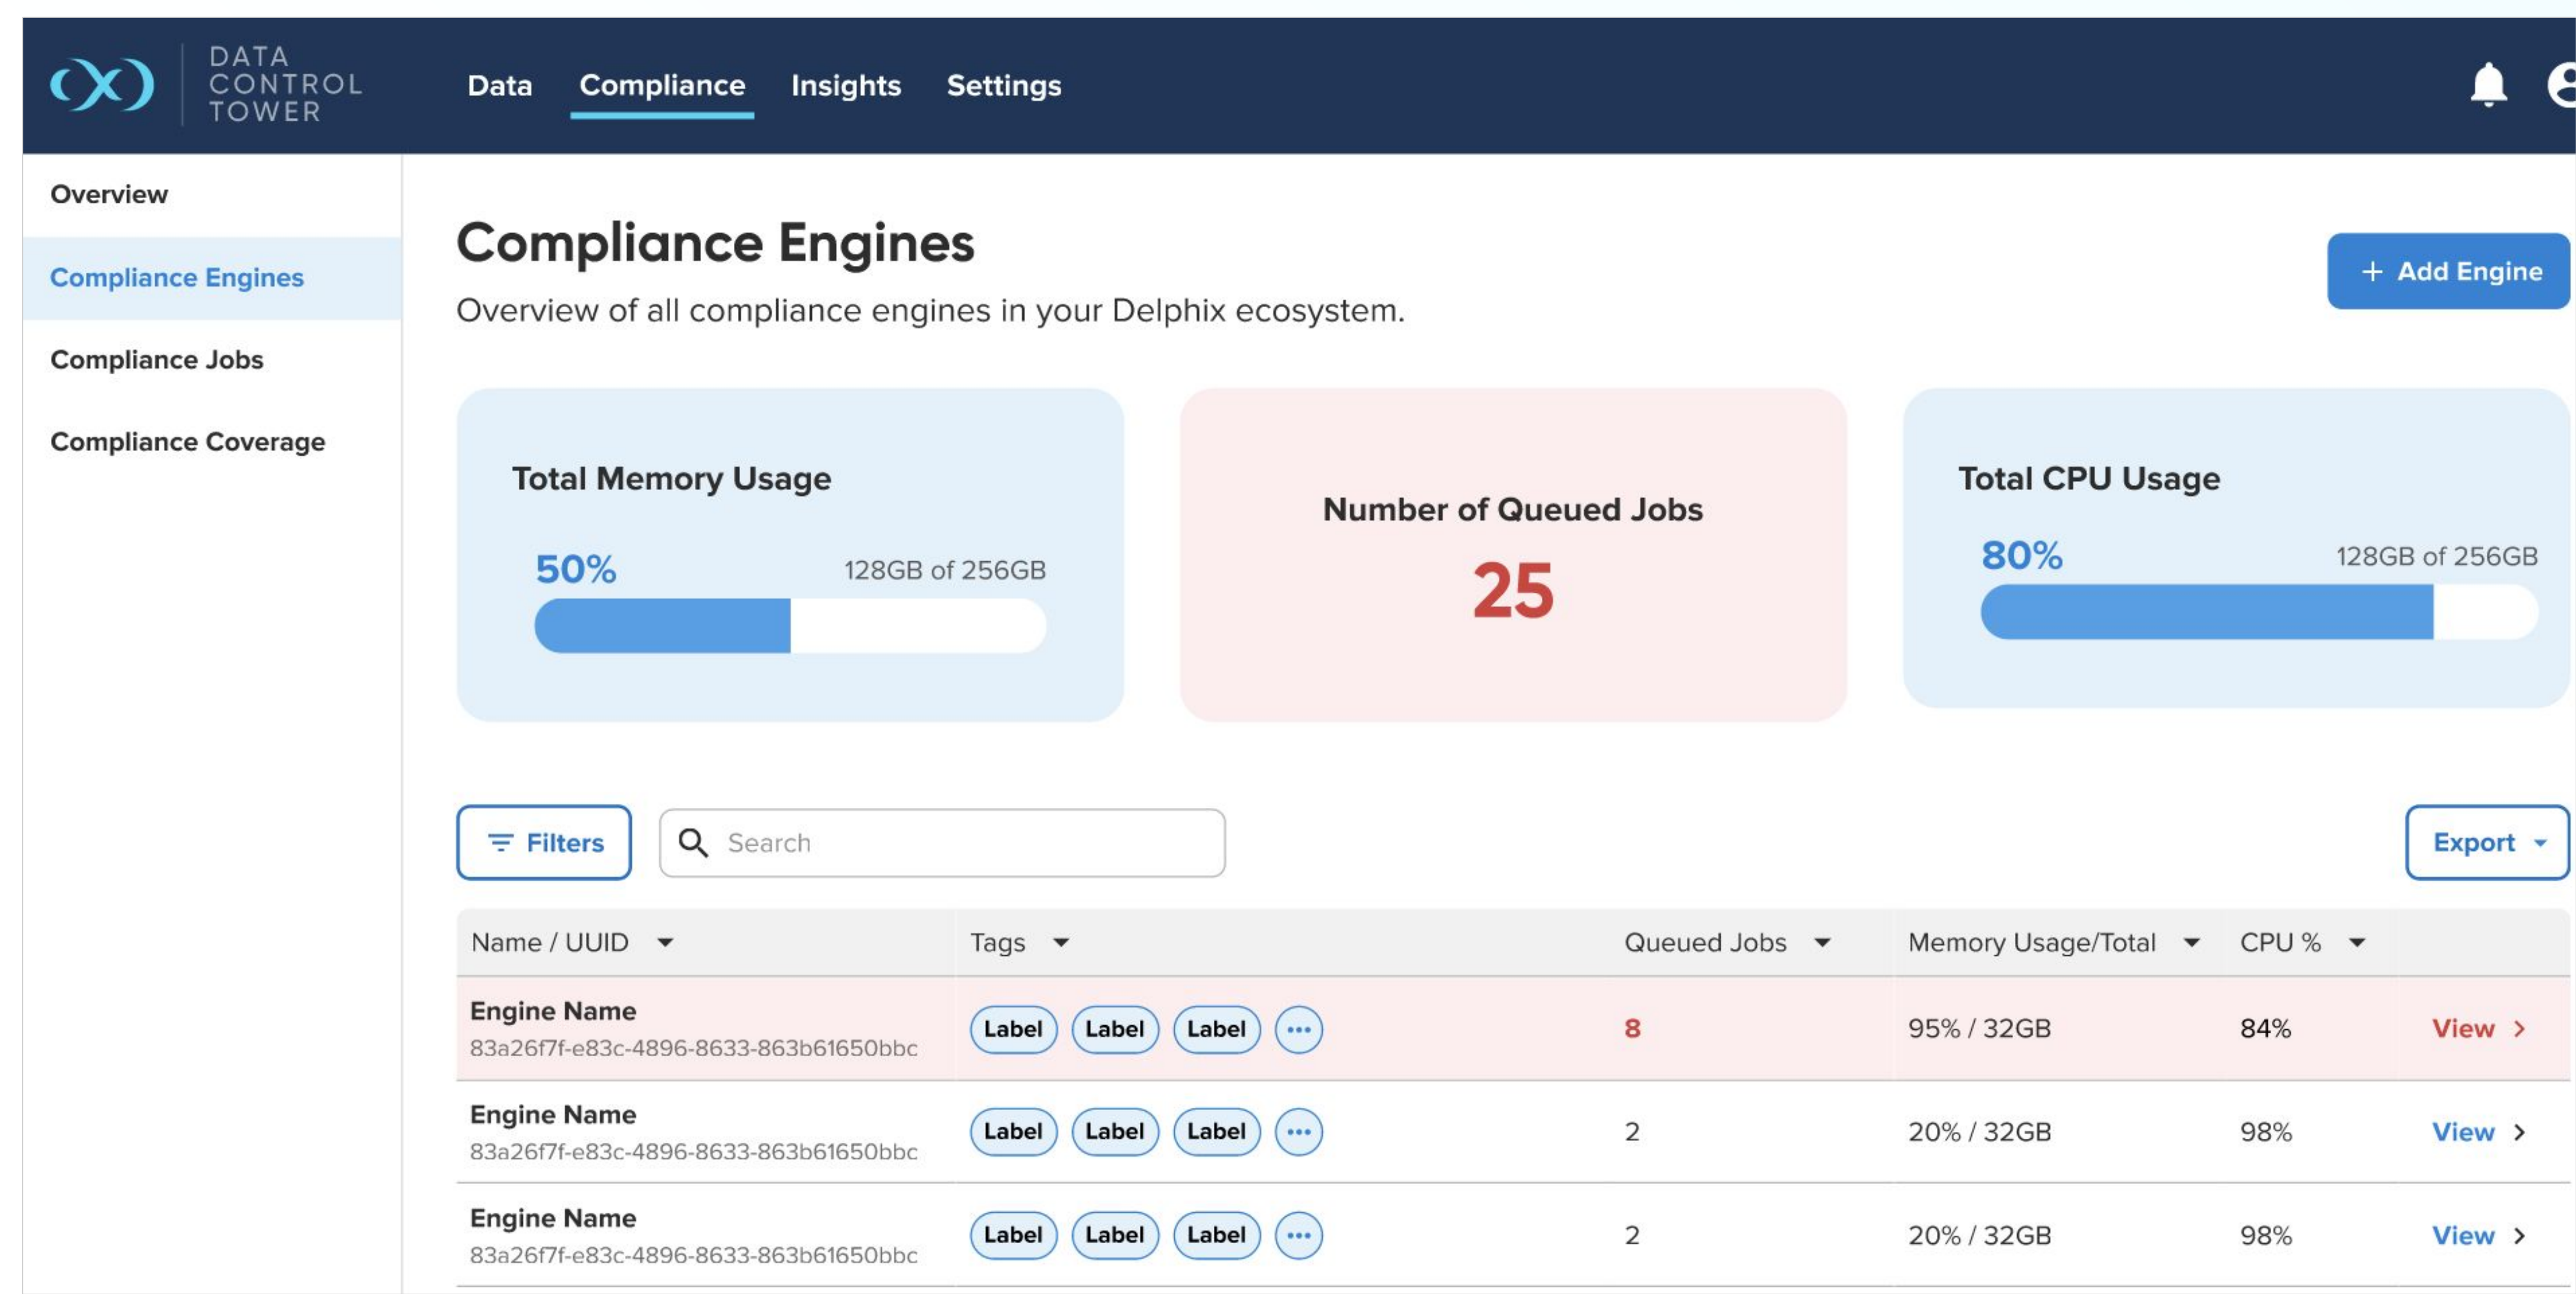 DATA
CONTROL
TOWER
Data Compliance Insights Settings
Overview
Compliance Engines
Compliance Jobs
Compliance Coverage
Compliance Engines
Overview of all compliance engines in your Delphix ecosystem.
+ Add Engine
Total Memory Usage
50% 128GB of 256GB
Number of Queued Jobs
25
Total CPU Usage
80% 128GB of 256GB
Filters Search Export
Name / UUID Tags Queued Jobs Memory Usage/Total CPU %
Engine Name
83a26f7f-e83c-4896-8633-863b61650bbc
Label Label Label ••• 8 95% / 32GB 84% View >
Engine Name
83a26f7f-e83c-4896-8633-863b61650bbc
Label Label Label ••• 2 20% / 32GB 98% View >
Engine Name
83a26f7f-e83c-4896-8633-863b61650bbc
Label Label Label ••• 2 20% / 32GB 98% View >